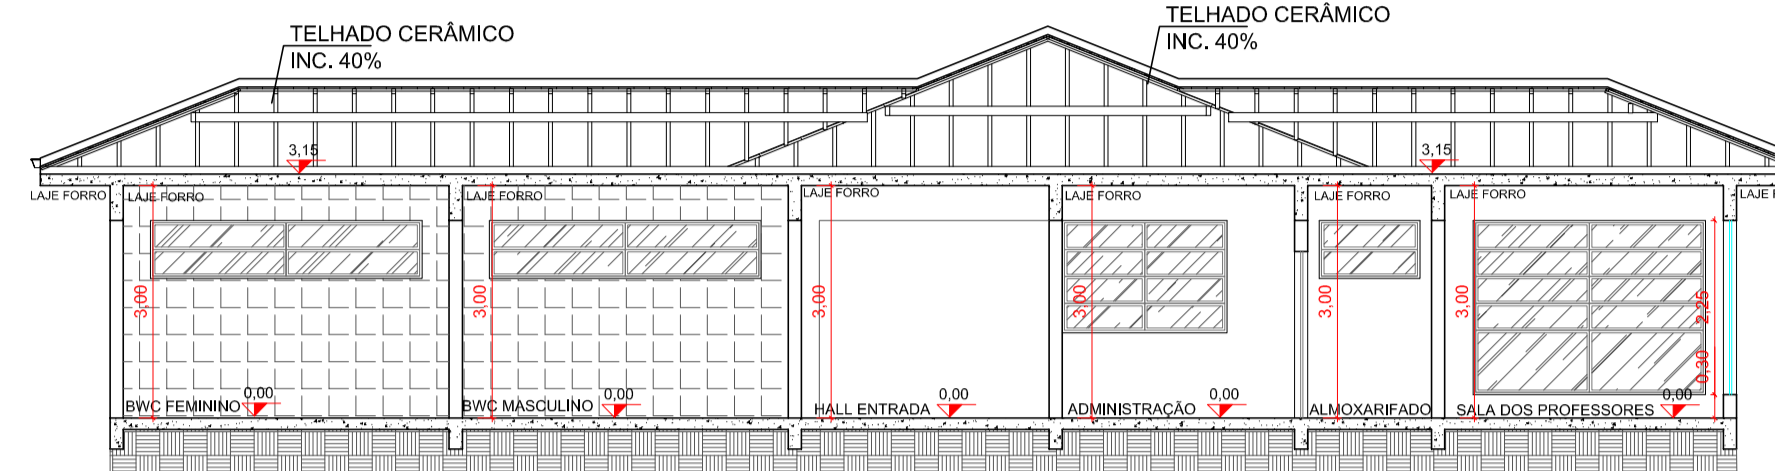 TELHADO CERÂMICO
INC. 40%
TELHADO CERÂMICO
INC. 40%
3,15
3,15
LAJE FORRO
LAJE FORRO
LAJE FORRO
LAJE FORRO
LAJE FORRO
LAJE FORRO
LAJE FORRO
LAJE F
3,00
3,00
3,00
3,00
3,00
3,00
2,25
0,30
0,00
0,00
0,00
0,00
0,00
BWC FEMININO
BWC MASCULINO
HALL ENTRADA
ADMINISTRAÇÃO
ALMOXARIFADO
SALA DOS PROFESSORES